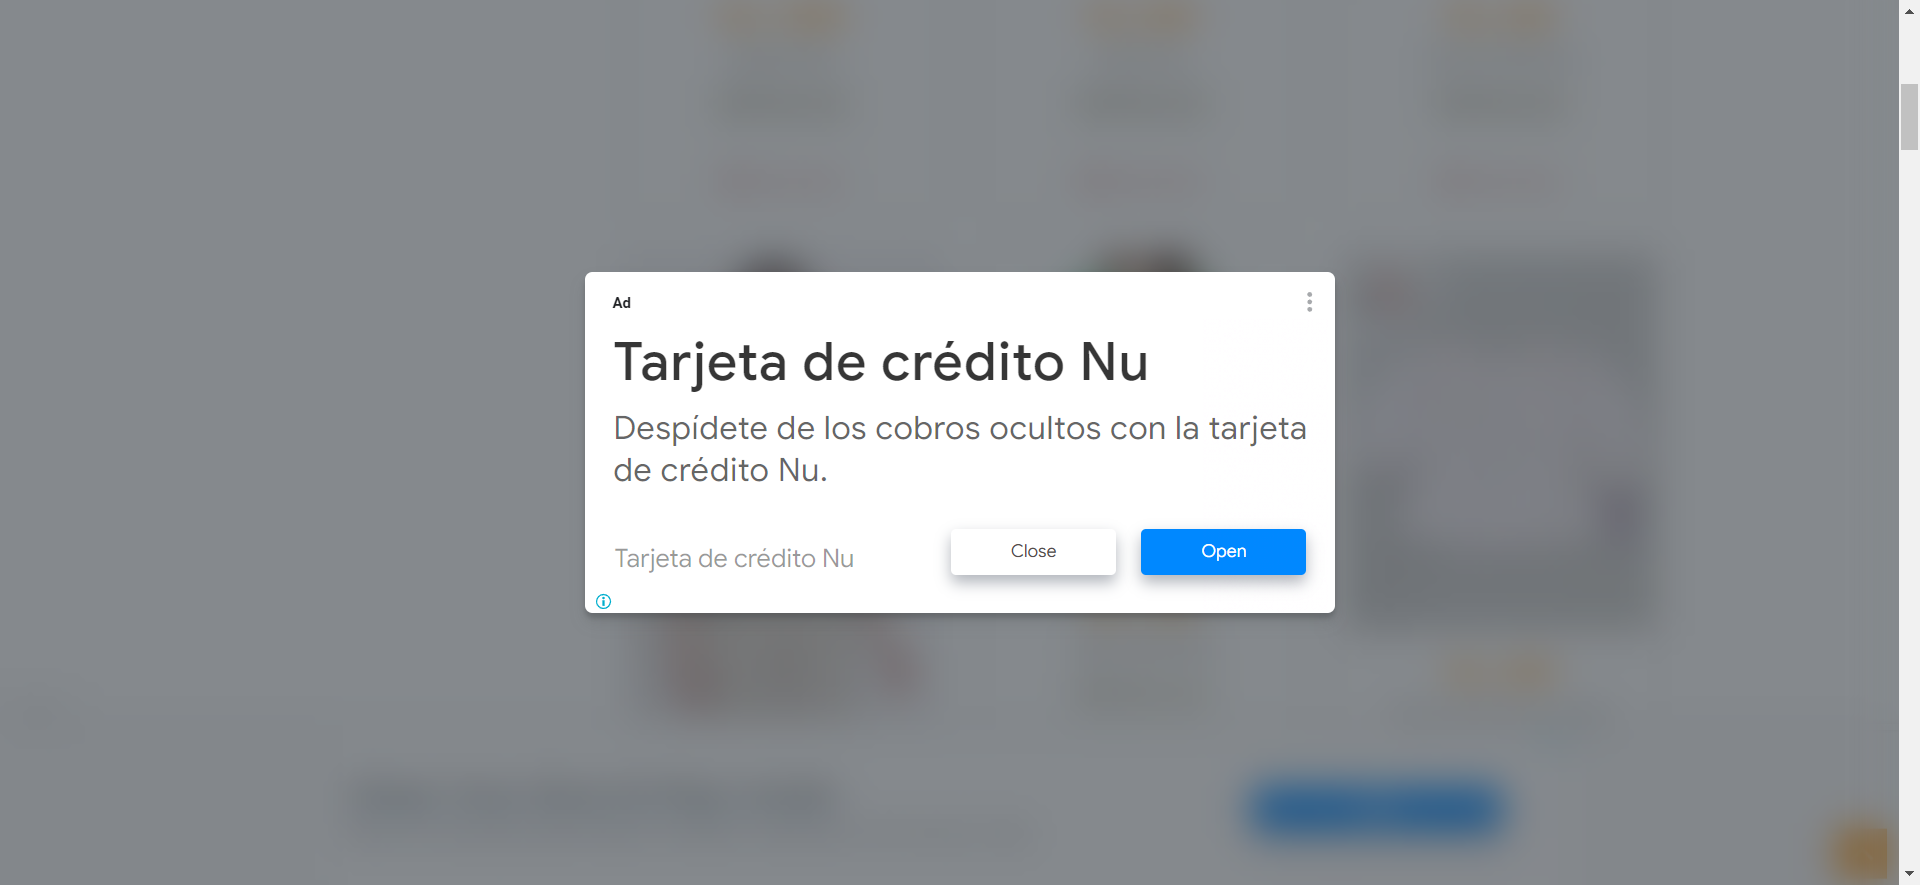 Ad
Tarjeta de crédito Nu
Despídete de los cobros ocultos con la tarjeta
de crédito Nu.
Tarjeta de crédito Nu
Close
Open